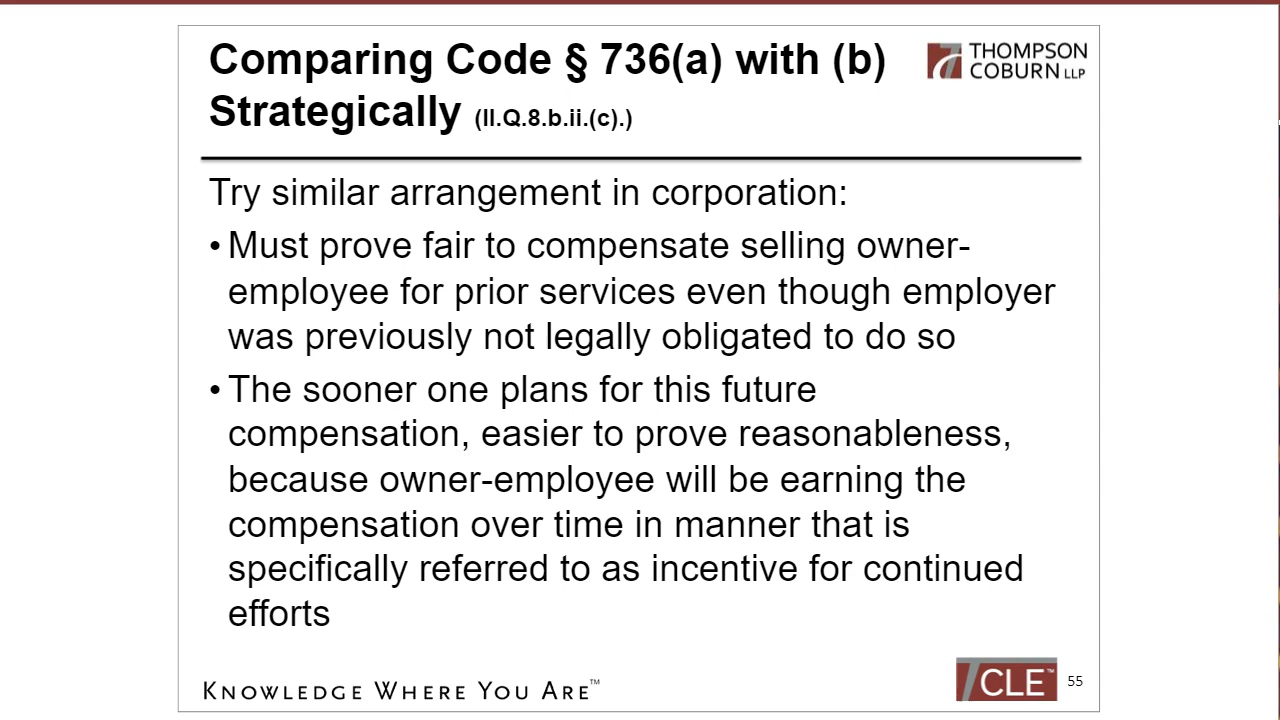 Comparing Code § 736(a) with (b)
Strategically (II.Q.8.b.ii.(c).)
THOMPSON
COBURN LLP
Try similar arrangement in corporation:
• Must prove fair to compensate selling owner-
employee for prior services even though employer
was previously not legally obligated to do so
• The sooner one plans for this future
compensation, easier to prove reasonableness,
because owner-employee will be earning the
compensation over time in manner that is
specifically referred to as incentive for continued
efforts
KNOWLEDGE WHERE YOU ARE™
TCLE™
55